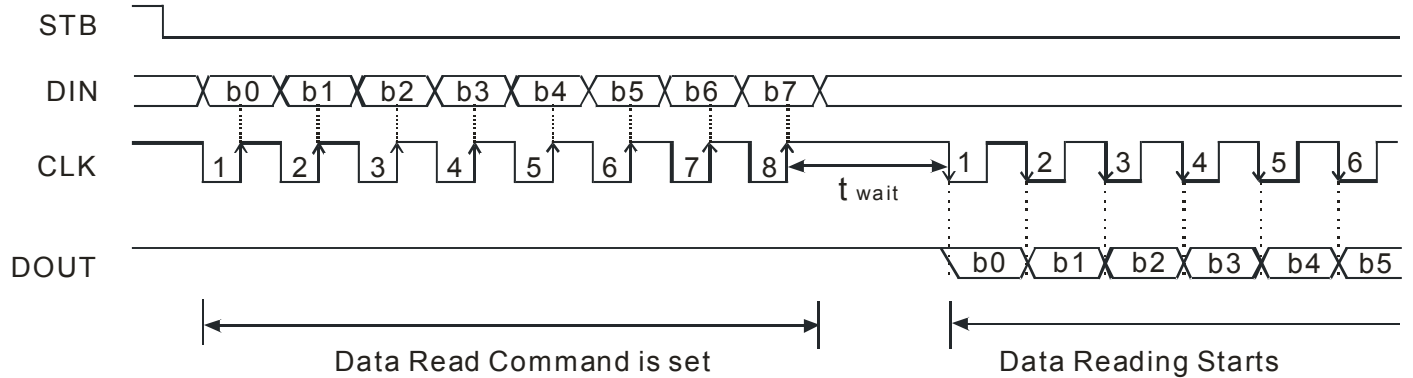 STB
DIN b0 b1 b2 b3 b4 b5 b6 b7
CLK 1 2 3 4 5 6 7 8 1 2 3 4 5 6
t wait
DOUT b0 b1 b2 b3 b4 b5
Data Read Command is set Data Reading Starts